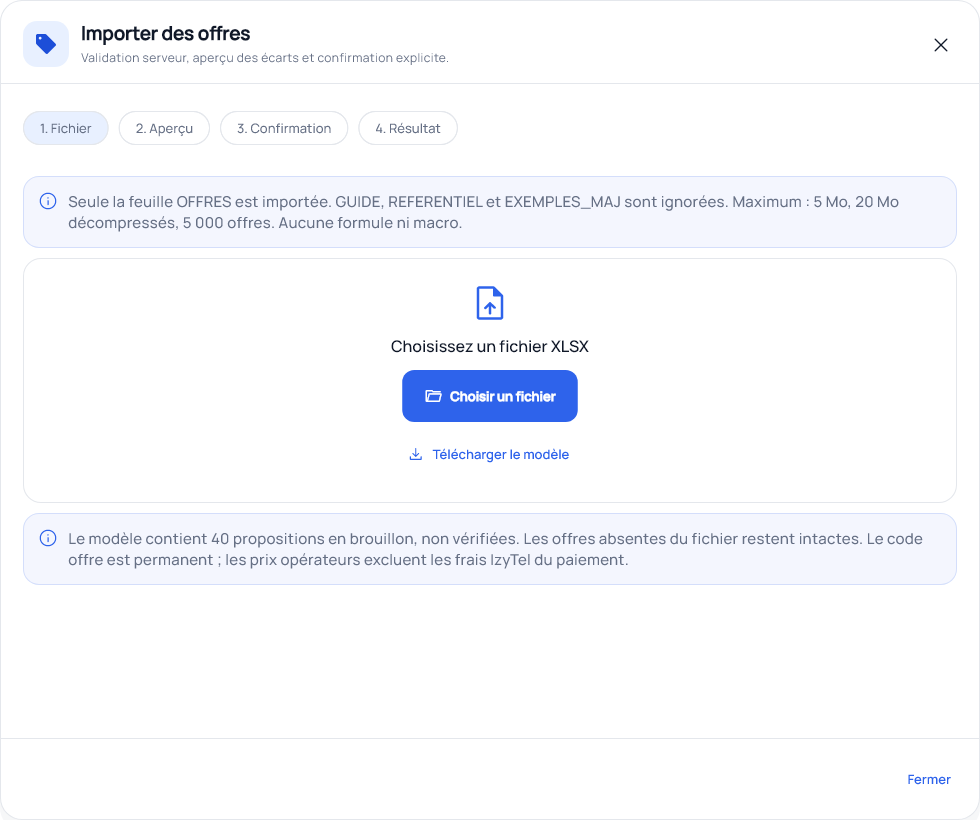 Importer des offres
Validation serveur, aperçu des écarts et confirmation explicite.
1. Fichier
2. Aperçu
3. Confirmation
4. Résultat
Seule la feuille OFFRES est importée. GUIDE, REFERENTIEL et EXEMPLES_MAJ sont ignorées. Maximum : 5 Mo, 20 Mo
décompressés, 5 000 offres. Aucune formule ni macro.
Choisissez un fichier XLSX
Choisir un fichier
Télécharger le modèle
Le modèle contient 40 propositions en brouillon, non vérifiées. Les offres absentes du fichier restent intactes. Le code
offre est permanent ; les prix opérateurs excluent les frais IzyTel du paiement.
Fermer